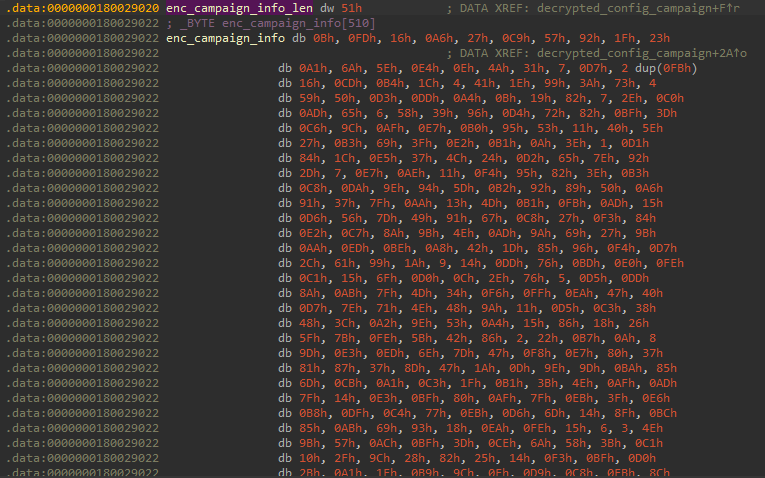 .data:0000000180029020 enc_campaign_info_len dw 51h ; DATA XREF: decrypted_config_campaign+F↑r
.data:0000000180029022 ; _BYTE enc_campaign_info[510]
.data:0000000180029022 enc_campaign_info db 0Bh, 0FDh, 16h, 0A6h, 27h, 0C9h, 57h, 92h, 1Fh, 23h
.data:0000000180029022 ; DATA XREF: decrypted_config_campaign+2A↑o
.data:0000000180029022 db 0A1h, 6Ah, 5Eh, 0E4h, 0Eh, 4Ah, 31h, 7, 0D7h, 2 dup(0FBh)
.data:0000000180029022 db 16h, 0CDh, 0B4h, 1Ch, 4, 41h, 1Eh, 99h, 3Ah, 73h, 4
.data:0000000180029022 db 59h, 50h, 0D3h, 0DDh, 0A4h, 0Bh, 19h, 82h, 7, 2Eh, 0C0h
.data:0000000180029022 db 0ADh, 65h, 6, 58h, 39h, 96h, 0D4h, 72h, 82h, 0BFh, 3Dh
.data:0000000180029022 db 0C6h, 9Ch, 0AFh, 0E7h, 0B0h, 95h, 53h, 11h, 40h, 5Eh
.data:0000000180029022 db 27h, 0B3h, 69h, 3Fh, 0E2h, 0B1h, 0Ah, 3Eh, 1, 0D1h
.data:0000000180029022 db 84h, 1Ch, 0E5h, 37h, 4Ch, 24h, 0D2h, 65h, 7Eh, 92h
.data:0000000180029022 db 2Dh, 7, 0E7h, 0AEh, 11h, 0F4h, 95h, 82h, 3Eh, 0B3h
.data:0000000180029022 db 0C8h, 0DAh, 9Eh, 94h, 5Dh, 0B2h, 92h, 89h, 50h, 0A6h
.data:0000000180029022 db 91h, 37h, 7Fh, 0AAh, 13h, 4Dh, 0B1h, 0FBh, 0ADh, 15h
.data:0000000180029022 db 0D6h, 56h, 7Dh, 49h, 91h, 67h, 0C8h, 27h, 0F3h, 84h
.data:0000000180029022 db 0E2h, 0C7h, 8Ah, 9Bh, 4Eh, 0ADh, 9Ah, 69h, 27h, 9Bh
.data:0000000180029022 db 0AAh, 0EDh, 0BEh, 0A8h, 42h, 1Dh, 85h, 96h, 0F4h, 0D7h
.data:0000000180029022 db 2Ch, 61h, 99h, 1Ah, 9, 14h, 0DDh, 76h, 0BDh, 0E0h, 0FEh
.data:0000000180029022 db 0C1h, 15h, 6Fh, 0D0h, 0Ch, 2Eh, 76h, 5, 0D5h, 0DDh
.data:0000000180029022 db 8Ah, 0ABh, 7Fh, 4Dh, 34h, 0F6h, 0FFh, 0EAh, 47h, 40h
.data:0000000180029022 db 0D7h, 7Eh, 71h, 4Eh, 48h, 9Ah, 11h, 0D5h, 0C3h, 38h
.data:0000000180029022 db 48h, 3Ch, 0A2h, 9Eh, 53h, 0A4h, 15h, 86h, 18h, 26h
.data:0000000180029022 db 5Fh, 7Bh, 0FEh, 5Bh, 42h, 86h, 2, 22h, 0B7h, 0Ah, 8
.data:0000000180029022 db 9Dh, 0E3h, 0EDh, 6Eh, 7Dh, 47h, 0F8h, 0E7h, 80h, 37h
.data:0000000180029022 db 81h, 87h, 37h, 8Dh, 47h, 1Ah, 0Dh, 9Eh, 9Dh, 0BAh, 85h
.data:0000000180029022 db 6Dh, 0CBh, 0A1h, 0C3h, 1Fh, 0B1h, 3Bh, 4Eh, 0AFh, 0ADh
.data:0000000180029022 db 7Fh, 14h, 0E3h, 0BFh, 80h, 0AFh, 7Fh, 0EBh, 3Fh, 0E6h
.data:0000000180029022 db 0B8h, 0DFh, 0C4h, 77h, 0EBh, 0D6h, 6Dh, 14h, 8Fh, 0BCh
.data:0000000180029022 db 85h, 0ABh, 69h, 93h, 18h, 0EAh, 0FEh, 15h, 6, 3, 4Eh
.data:0000000180029022 db 9Bh, 57h, 0ACh, 0BFh, 3Dh, 0CEh, 6Ah, 58h, 3Bh, 0C1h
.data:0000000180029022 db 10h, 2Fh, 9Ch, 28h, 82h, 25h, 14h, 0F3h, 0BFh, 0D0h
.data:0000000180029022 db 2Bh, 0A1h, 1Eh, 0B9h, 9Ch, 0Eh, 0D9h, 0C8h, 0EBh, 8Ch